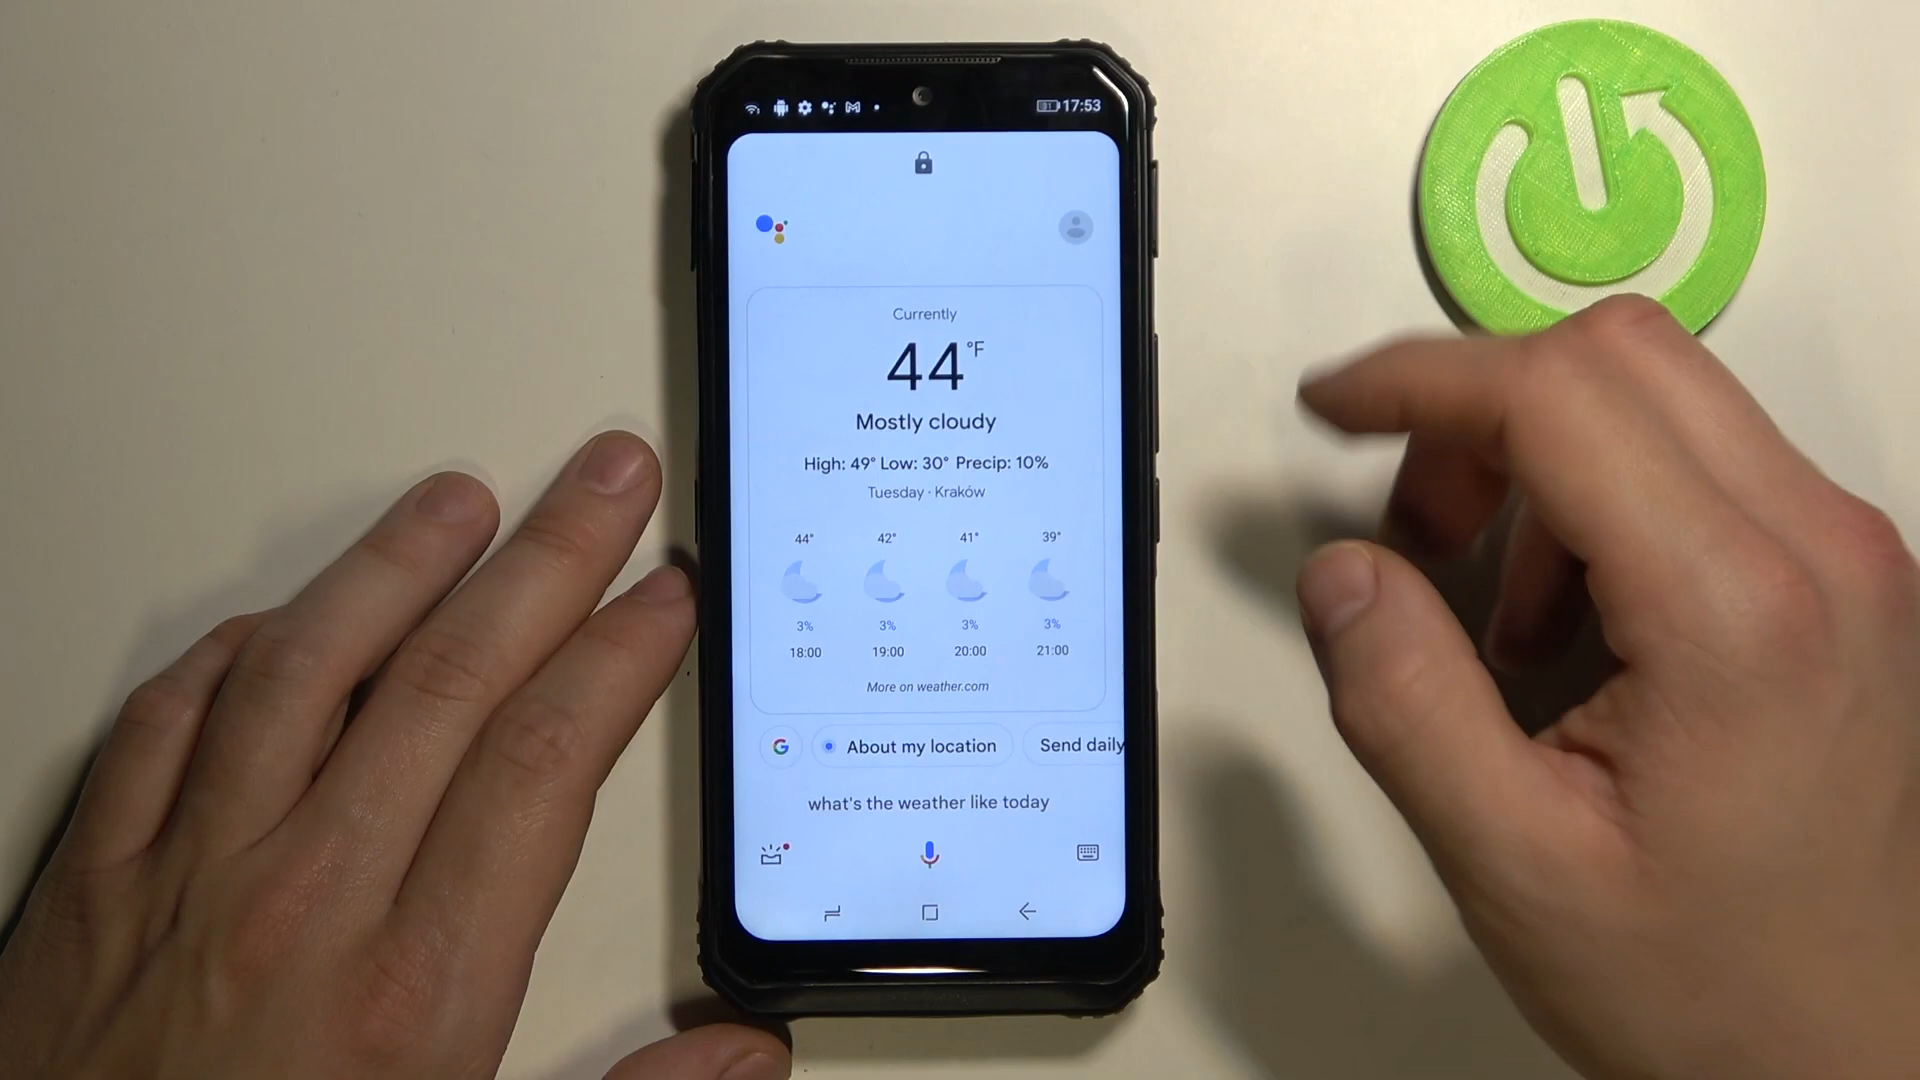 17:53
Currently
44°F
Mostly cloudy
High: 49° Low: 30° Precip: 10%
Tuesday · Kraków
44° 42° 41° 39°
3% 3% 3% 3%
18:00 19:00 20:00 21:00
More on weather.com
G About my location Send daily
what's the weather like today